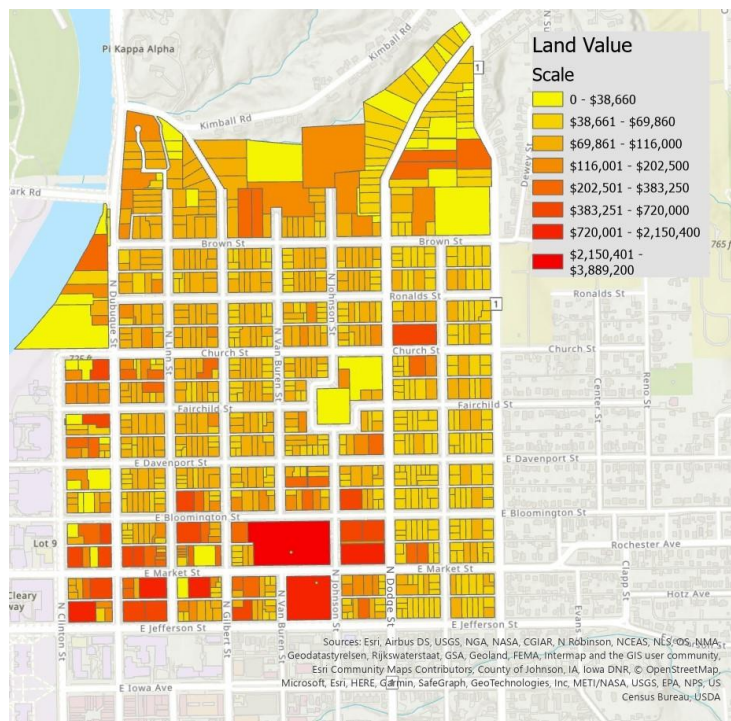 Pi Kappa Alpha
Kimball Rd
1
Kimball Rd
Land Value
Scale
0 - $38,660
$38,661 - $69,860
$69,861 - $116,000
$116,001 - $202,500
$202,501 - $383,250
$383,251 - $720,000
$720,001 - $2,150,400
$2,150,401 -
$3,889,200
Dewey St
ark Rd
Brown St
Brown St
765 f
N Dubuque St
N Johnson St
Ronalds St
Ronalds St
1
N Linn St
N Van Buren St
Church St
Church St
Church St
Center St
Reno St
Fairchild St
Fairchild St
E Davenport St
E Davenport St
E Bloomington St
E Bloomington St
Lot 9
Rochester Ave
E Market St
E Market St
Clapp St
Cleary
way
Hotz Ave
N Clinton St
N Gilbert St
N Van Buren St
N Johnson St
N Dodge St
Evans
E Jefferson St
E Jefferson St
Sources: Esri, Airbus DS, USGS, NGA, NASA, CGIAR, N Robinson, NCEAS, NLS, OS, NMA,
Geodatastyrelsen, Rijkswaterstaat, GSA, Geoland, FEMA, Intermap and the GIS user community,
Esri Community Maps Contributors, County of Johnson, IA, Iowa DNR, © OpenStreetMap,
Microsoft, Esri, HERE, Garmin, SafeGraph, GeoTechnologies, Inc, METI/NASA, USGS, EPA, NPS, US
Census Bureau, USDA
E Iowa Ave